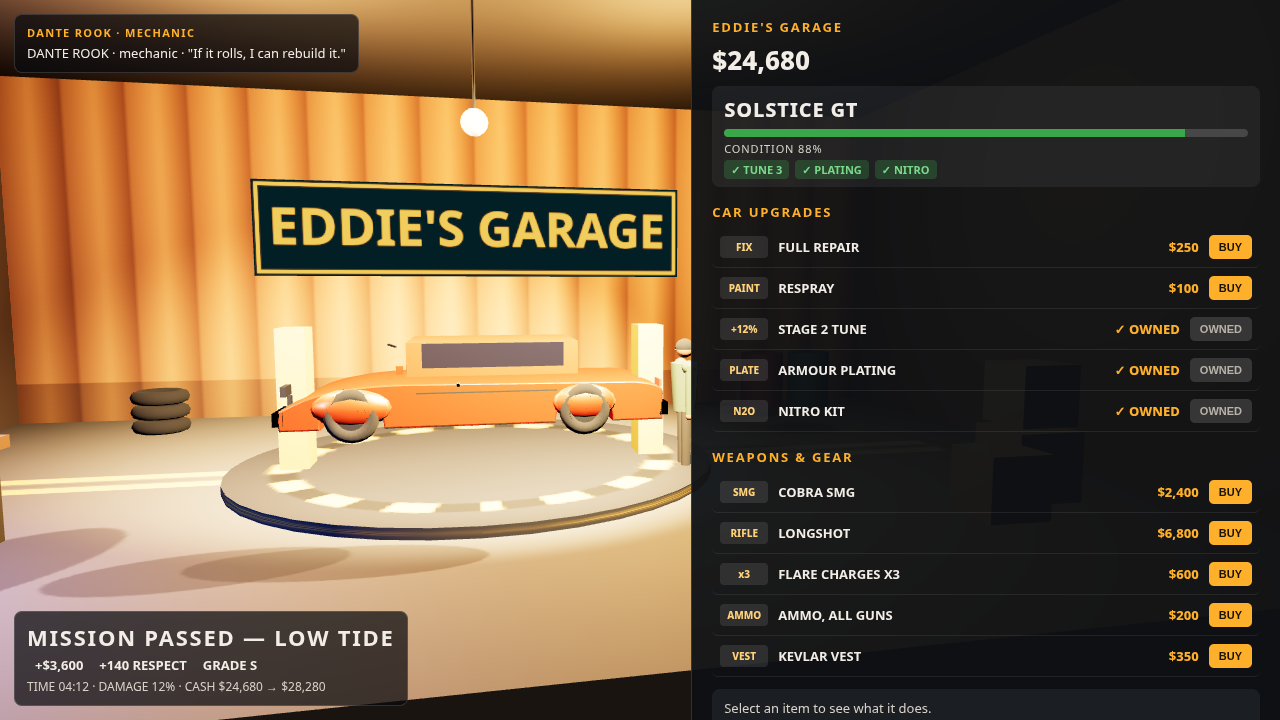 DANTE ROOK · MECHANIC
DANTE ROOK · mechanic · "If it rolls, I can rebuild it."
EDDIE'S GARAGE
MISSION PASSED — LOW TIDE
+$3,600 +140 RESPECT GRADE S
TIME 04:12 · DAMAGE 12% · CASH $24,680 → $28,280
EDDIE'S GARAGE
$24,680
SOLSTICE GT
CONDITION 88%
✓ TUNE 3 ✓ PLATING ✓ NITRO
CAR UPGRADES
FIX FULL REPAIR $250 BUY
PAINT RESPRAY $100 BUY
+12% STAGE 2 TUNE ✓ OWNED OWNED
PLATE ARMOUR PLATING ✓ OWNED OWNED
N2O NITRO KIT ✓ OWNED OWNED
WEAPONS & GEAR
SMG COBRA SMG $2,400 BUY
RIFLE LONGSHOT $6,800 BUY
x3 FLARE CHARGES X3 $600 BUY
AMMO AMMO, ALL GUNS $200 BUY
VEST KEVLAR VEST $350 BUY
Select an item to see what it does.